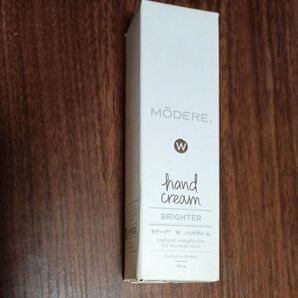 MODERE.
W
hand
cream
BRIGHTER
モデーア® W ハンドクリーム
radiant complexion
for normal skin